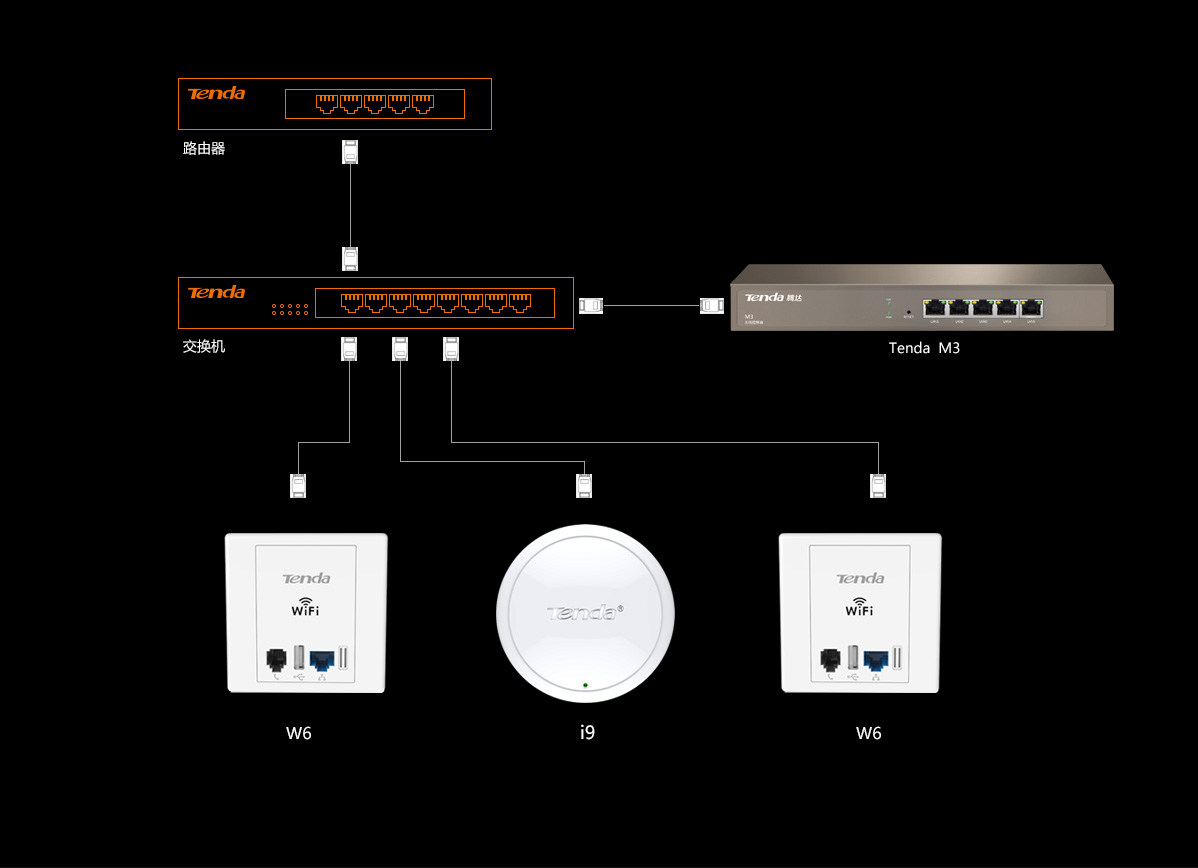 Tenda
路由器
Tenda
交换机
Tenda 腾达
M3
RESET
Tenda M3
Tenda
WiFi
Tenda®
Tenda
WiFi
W6
i9
W6